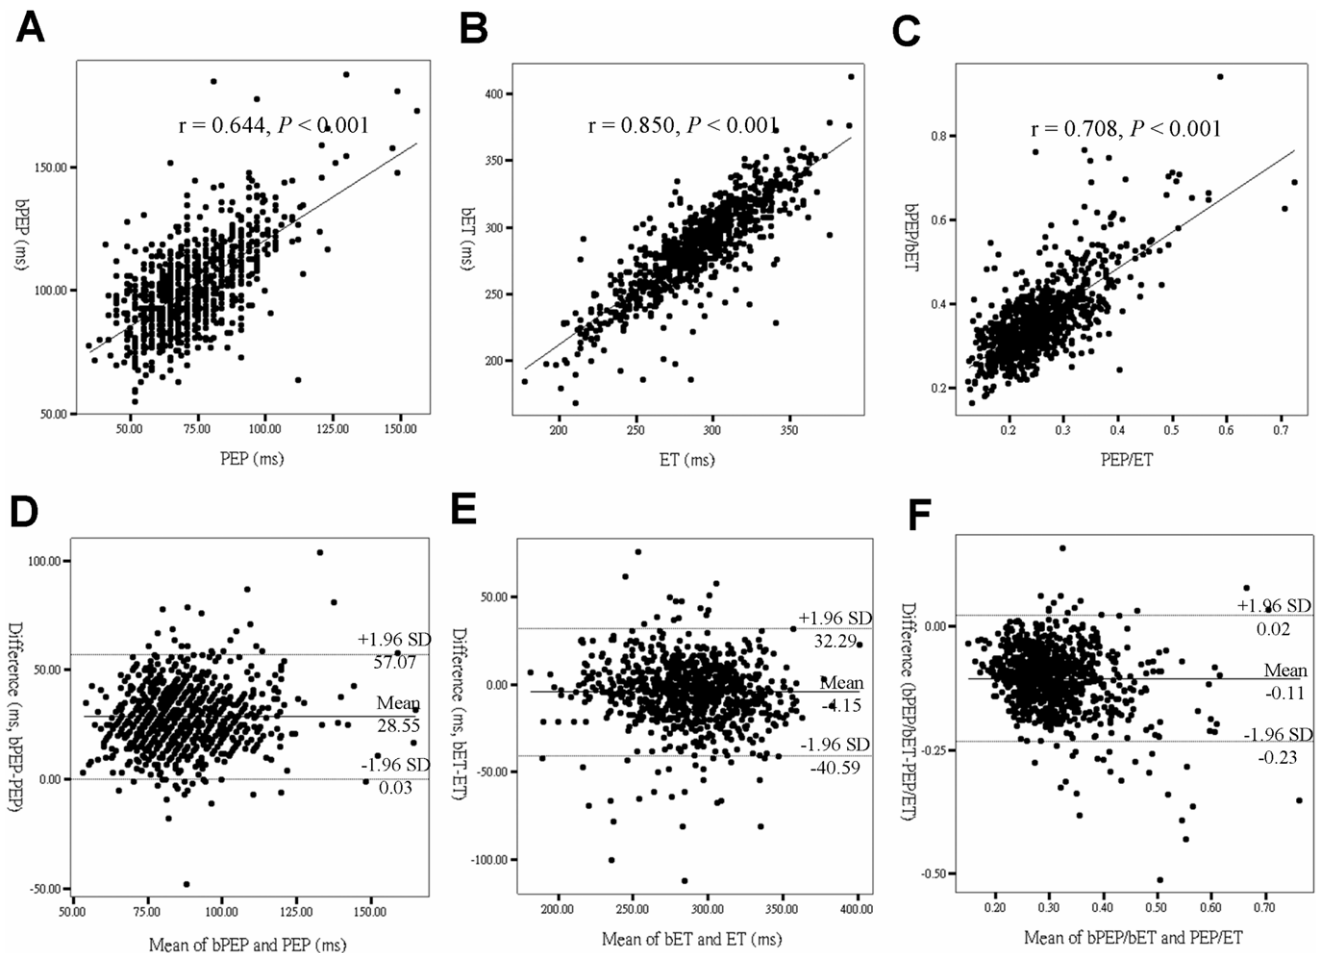 A
B
C
r = 0.644, P < 0.001
r = 0.850, P < 0.001
r = 0.708, P < 0.001
bPEP (ms)
150.00
100.00
50.00
50.00 75.00 100.00 125.00 150.00
PEP (ms)
bET (ms)
400
350
300
250
200
200 250 300 350
ET (ms)
bPEP/bET
0.8
0.6
0.4
0.2
0.2 0.3 0.4 0.5 0.6 0.7
PEP/ET
D
E
F
Difference (ms, bPEP-PEP)
100.00
50.00
0.00
-50.00
+1.96 SD
57.07
Mean
28.55
-1.96 SD
0.03
50.00 75.00 100.00 125.00 150.00
Mean of bPEP and PEP (ms)
Difference (ms, bET-ET)
50.00
0.00
-50.00
-100.00
+1.96 SD
32.29
Mean
-4.15
-1.96 SD
-40.59
200.00 250.00 300.00 350.00 400.00
Mean of bET and ET (ms)
Difference (bPEP/bET-PEP/ET)
0.00
-0.25
-0.50
+1.96 SD
0.02
Mean
-0.11
-1.96 SD
-0.23
0.20 0.30 0.40 0.50 0.60 0.70
Mean of bPEP/bET and PEP/ET